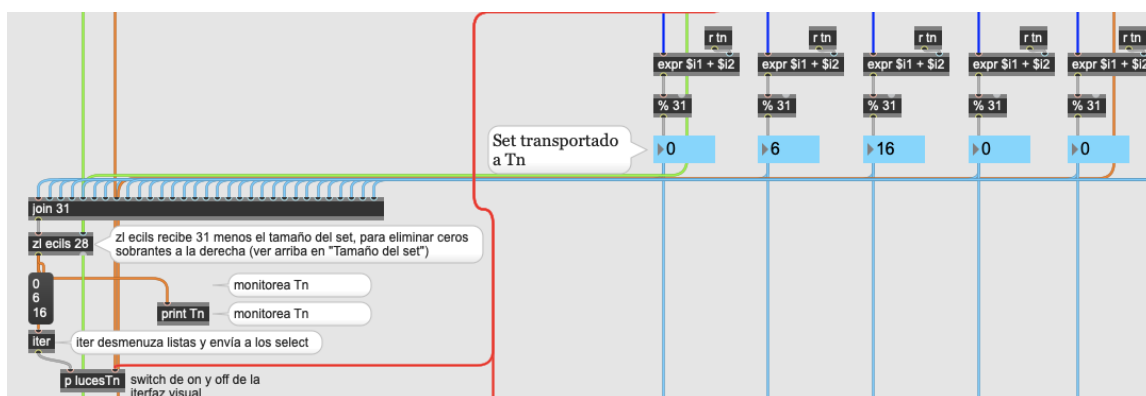 r tn r tn r tn r tn r tn
expr $i1 + $i2 expr $i1 + $i2 expr $i1 + $i2 expr $i1 + $i2 expr $i1 + $i2
% 31 % 31 % 31 % 31 % 31
Set transportado
a Tn
0 6 16 0 0
join 31
zl ecils 28
zl ecils recibe 31 menos el tamaño del set, para eliminar ceros
sobrantes a la derecha (ver arriba en "Tamaño del set")
0
6
16
monitorea Tn
print Tn
monitorea Tn
iter
iter desmenuza listas y envía a los select
p lucesTn
switch de on y off de la
iterfaz visual